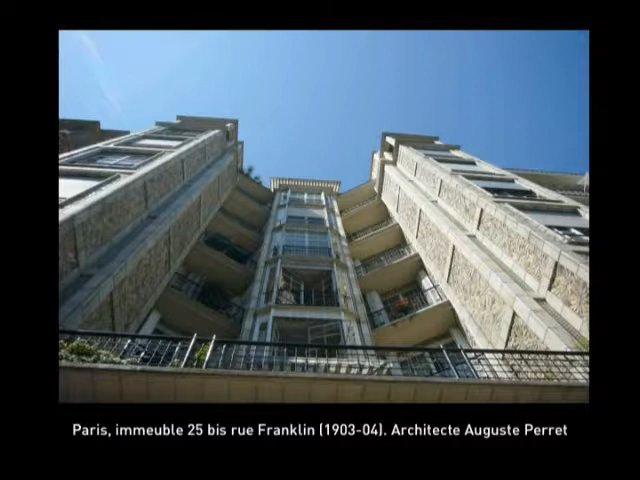 Paris, immeuble 25 bis rue Franklin (1903-04). Architecte Auguste Perret